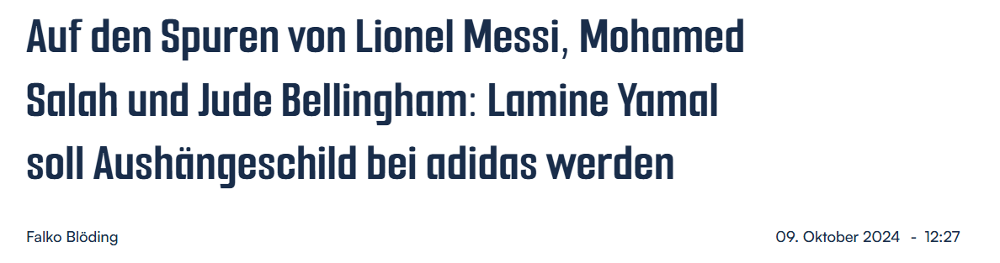 Auf den Spuren von Lionel Messi, Mohamed
Salah und Jude Bellingham: Lamine Yamal
soll Aushängeschild bei adidas werden
Falko Blöding
09. Oktober 2024 - 12:27